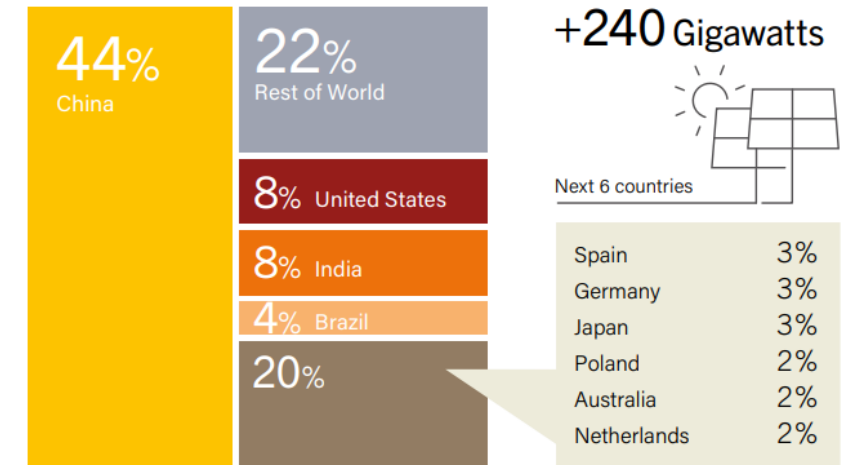 44%
China
22%
Rest of World
8% United States
8% India
4% Brazil
20%
+240 Gigawatts
Next 6 countries
Spain 3%
Germany 3%
Japan 3%
Poland 2%
Australia 2%
Netherlands 2%